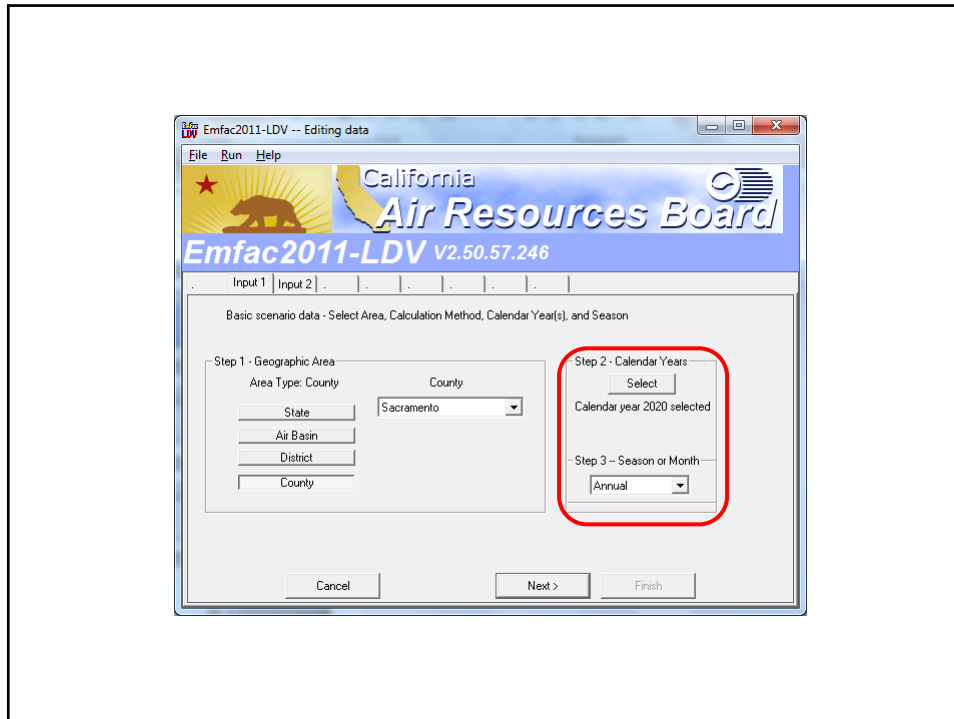 Emfac2011-LDV -- Editing data
File Run Help
California
Air Resources Board
Emfac2011-LDV V2.50.57.246
. Input 1 Input 2 . . . . . .
Basic scenario data - Select Area, Calculation Method, Calendar Year(s), and Season
Step 1 - Geographic Area
Area Type: County County
State Sacramento
Air Basin
District
County
Step 2 - Calendar Years
Select
Calendar year 2020 selected
Step 3 -- Season or Month
Annual
Cancel Next > Finish